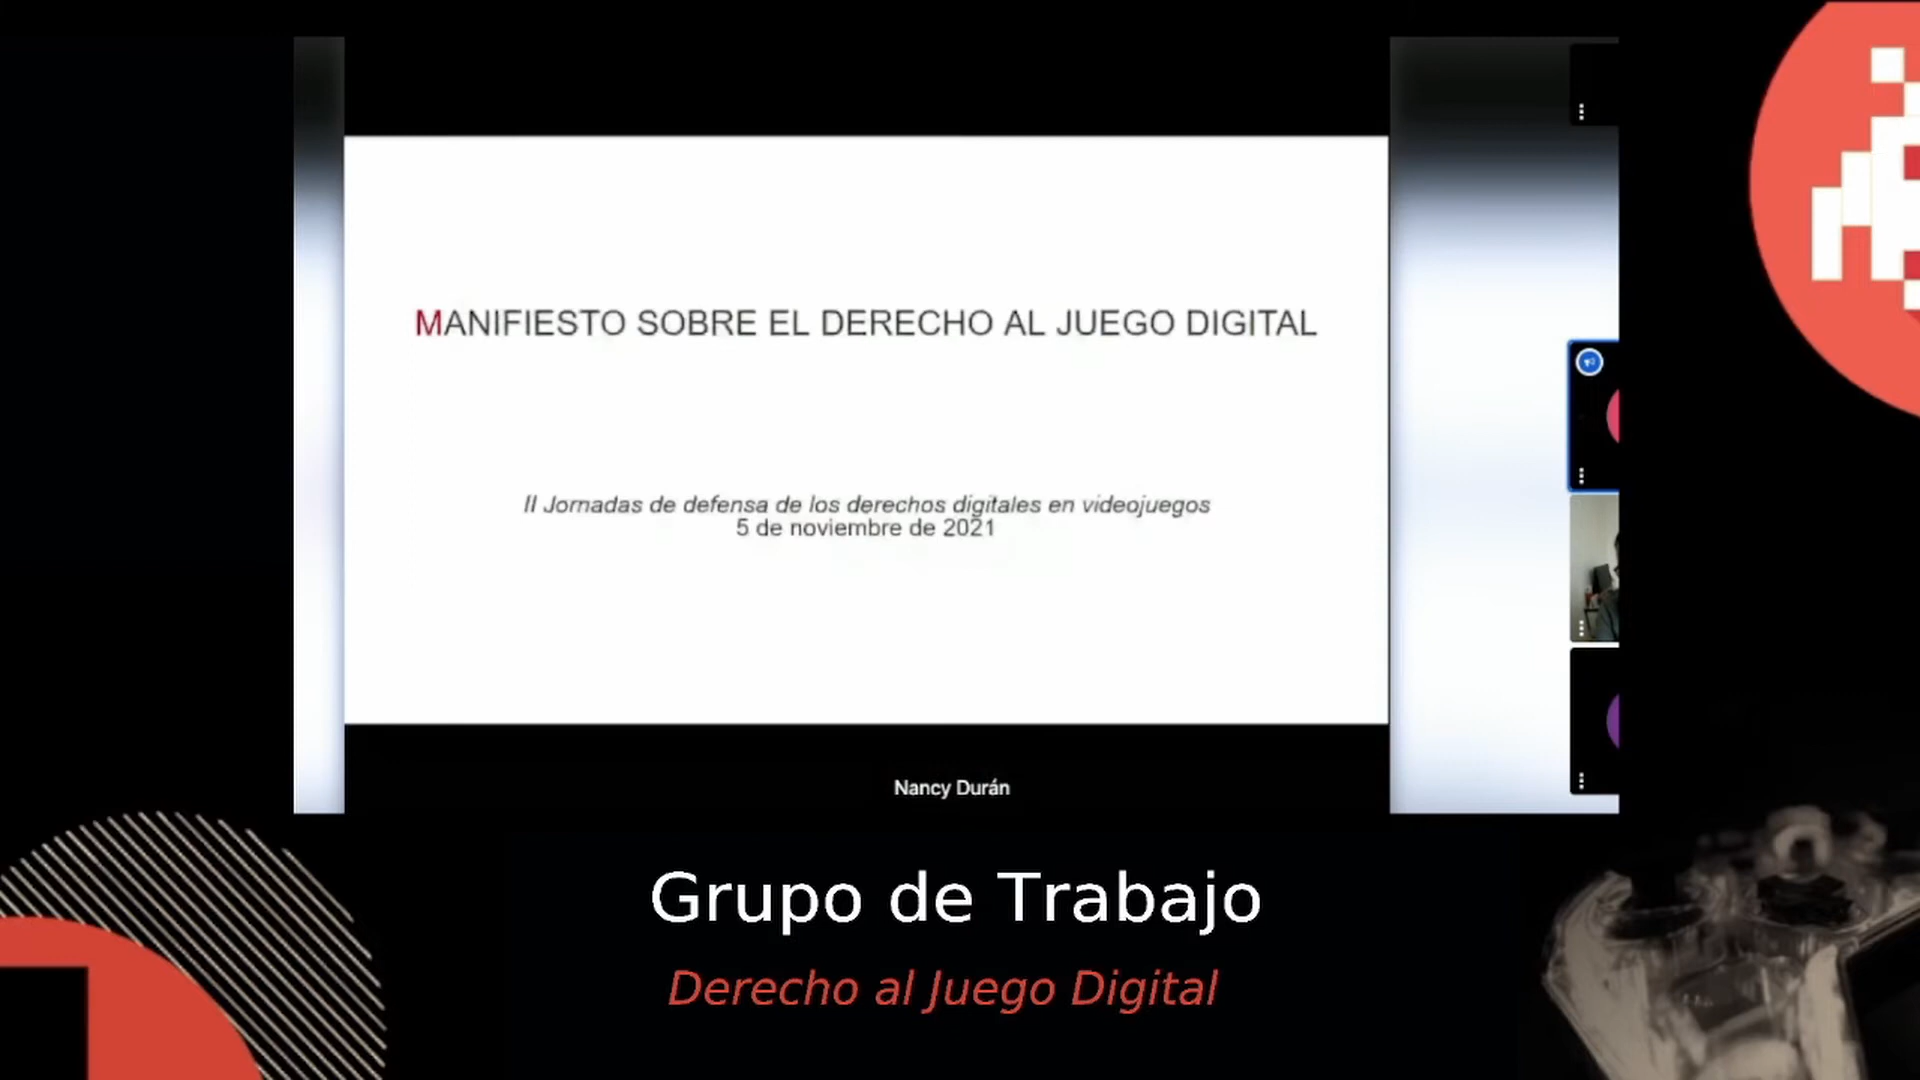 MANIFIESTO SOBRE EL DERECHO AL JUEGO DIGITAL
II Jornadas de defensa de los derechos digitales en videojuegos
5 de noviembre de 2021
Nancy Durán
Grupo de Trabajo
Derecho al Juego Digital